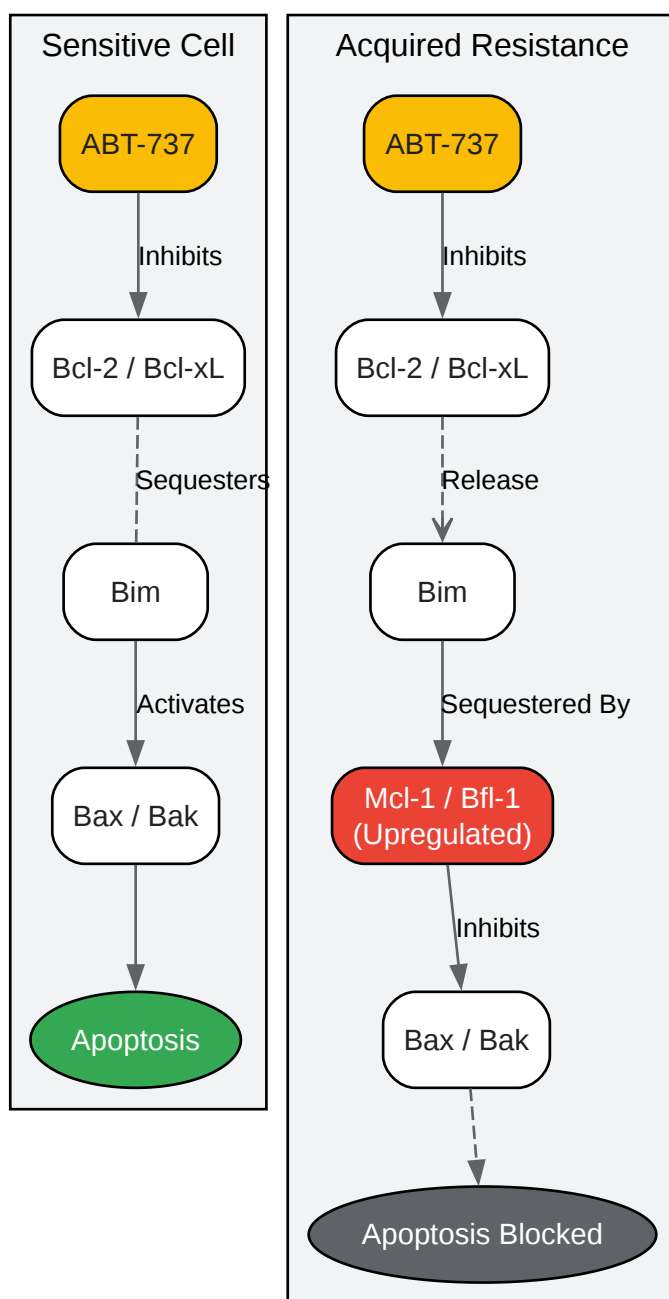 Sensitive Cell
ABT-737
Inhibits
Bcl-2 / Bcl-xL
Sequesters
Bim
Activates
Bax / Bak
Apoptosis
Acquired Resistance
ABT-737
Inhibits
Bcl-2 / Bcl-xL
Release
Bim
Sequestered By
Mcl-1 / Bfl-1
(Upregulated)
Inhibits
Bax / Bak
Apoptosis Blocked